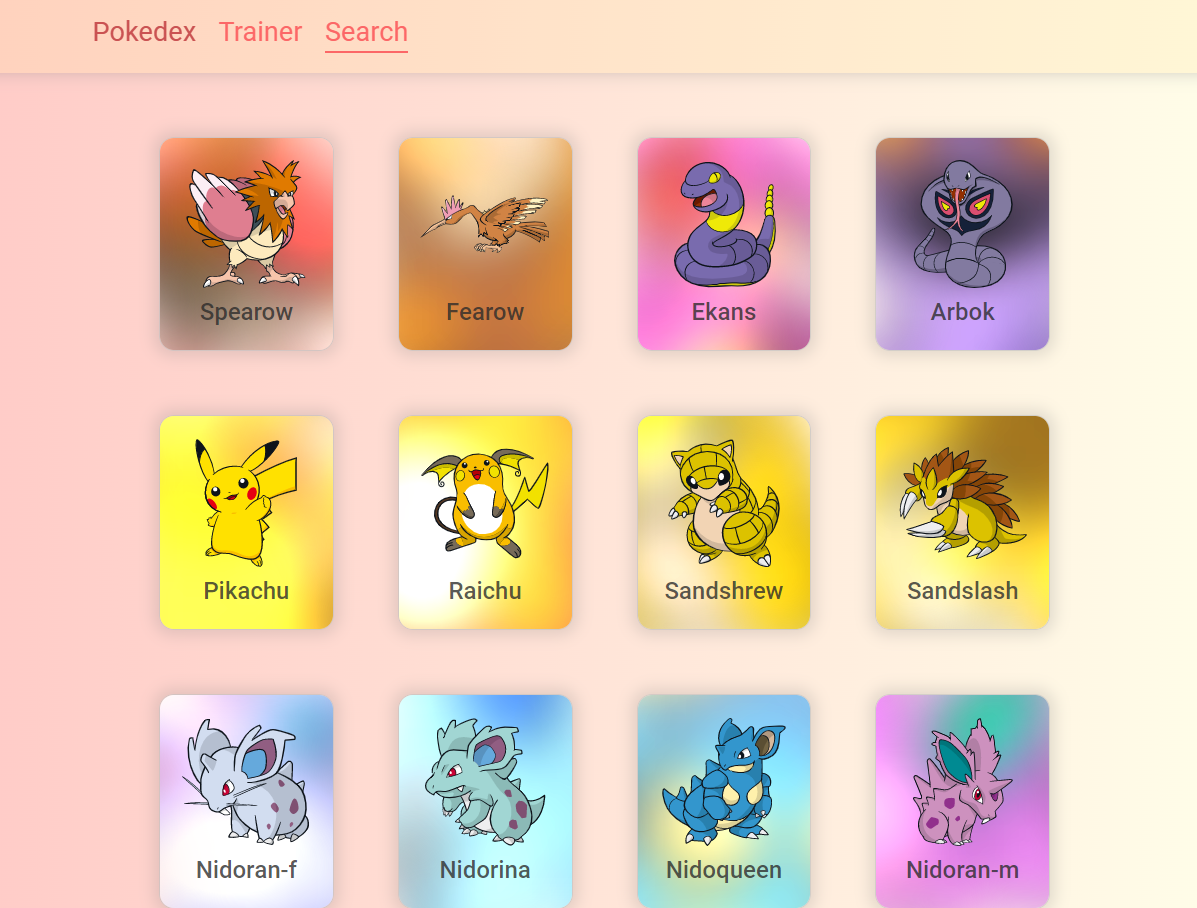 Pokedex Trainer Search
Spearow Fearow Ekans Arbok
Pikachu Raichu Sandshrew Sandslash
Nidoran-f Nidorina Nidoqueen Nidoran-m